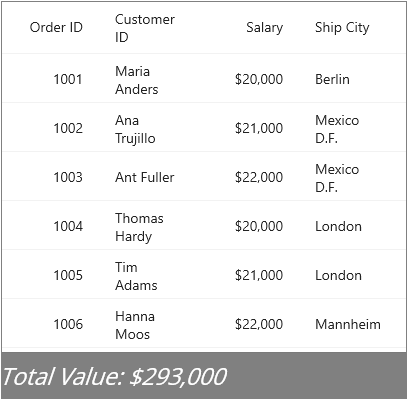 Order ID Customer ID Salary Ship City
1001 Maria Anders $20,000 Berlin
1002 Ana Trujillo $21,000 Mexico D.F.
1003 Ant Fuller $22,000 Mexico D.F.
1004 Thomas Hardy $20,000 London
1005 Tim Adams $21,000 London
1006 Hanna Moos $22,000 Mannheim
Total Value: $293,000